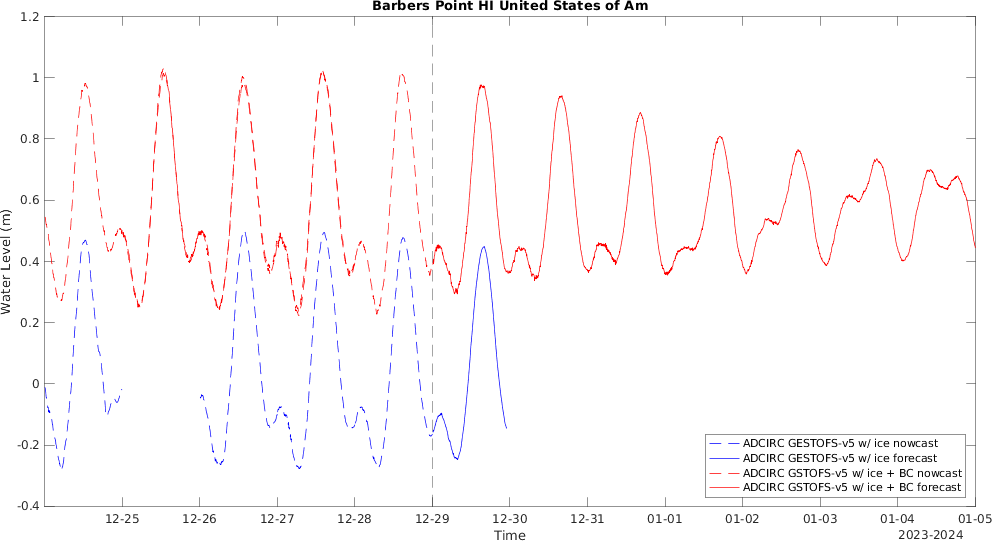 Barbers Point HI United States of Am
1.2
1
0.8
0.6
0.4
0.2
0
-0.2
-0.4
Water Level (m)
ADCIRC GESTOFS-v5 w/ ice nowcast
ADCIRC GESTOFS-v5 w/ ice forecast
ADCIRC GSTOFS-v5 w/ ice + BC nowcast
ADCIRC GSTOFS-v5 w/ ice + BC forecast
12-25 12-26 12-27 12-28 12-29 12-30 12-31 01-01 01-02 01-03 01-04 01-05
Time
2023-2024